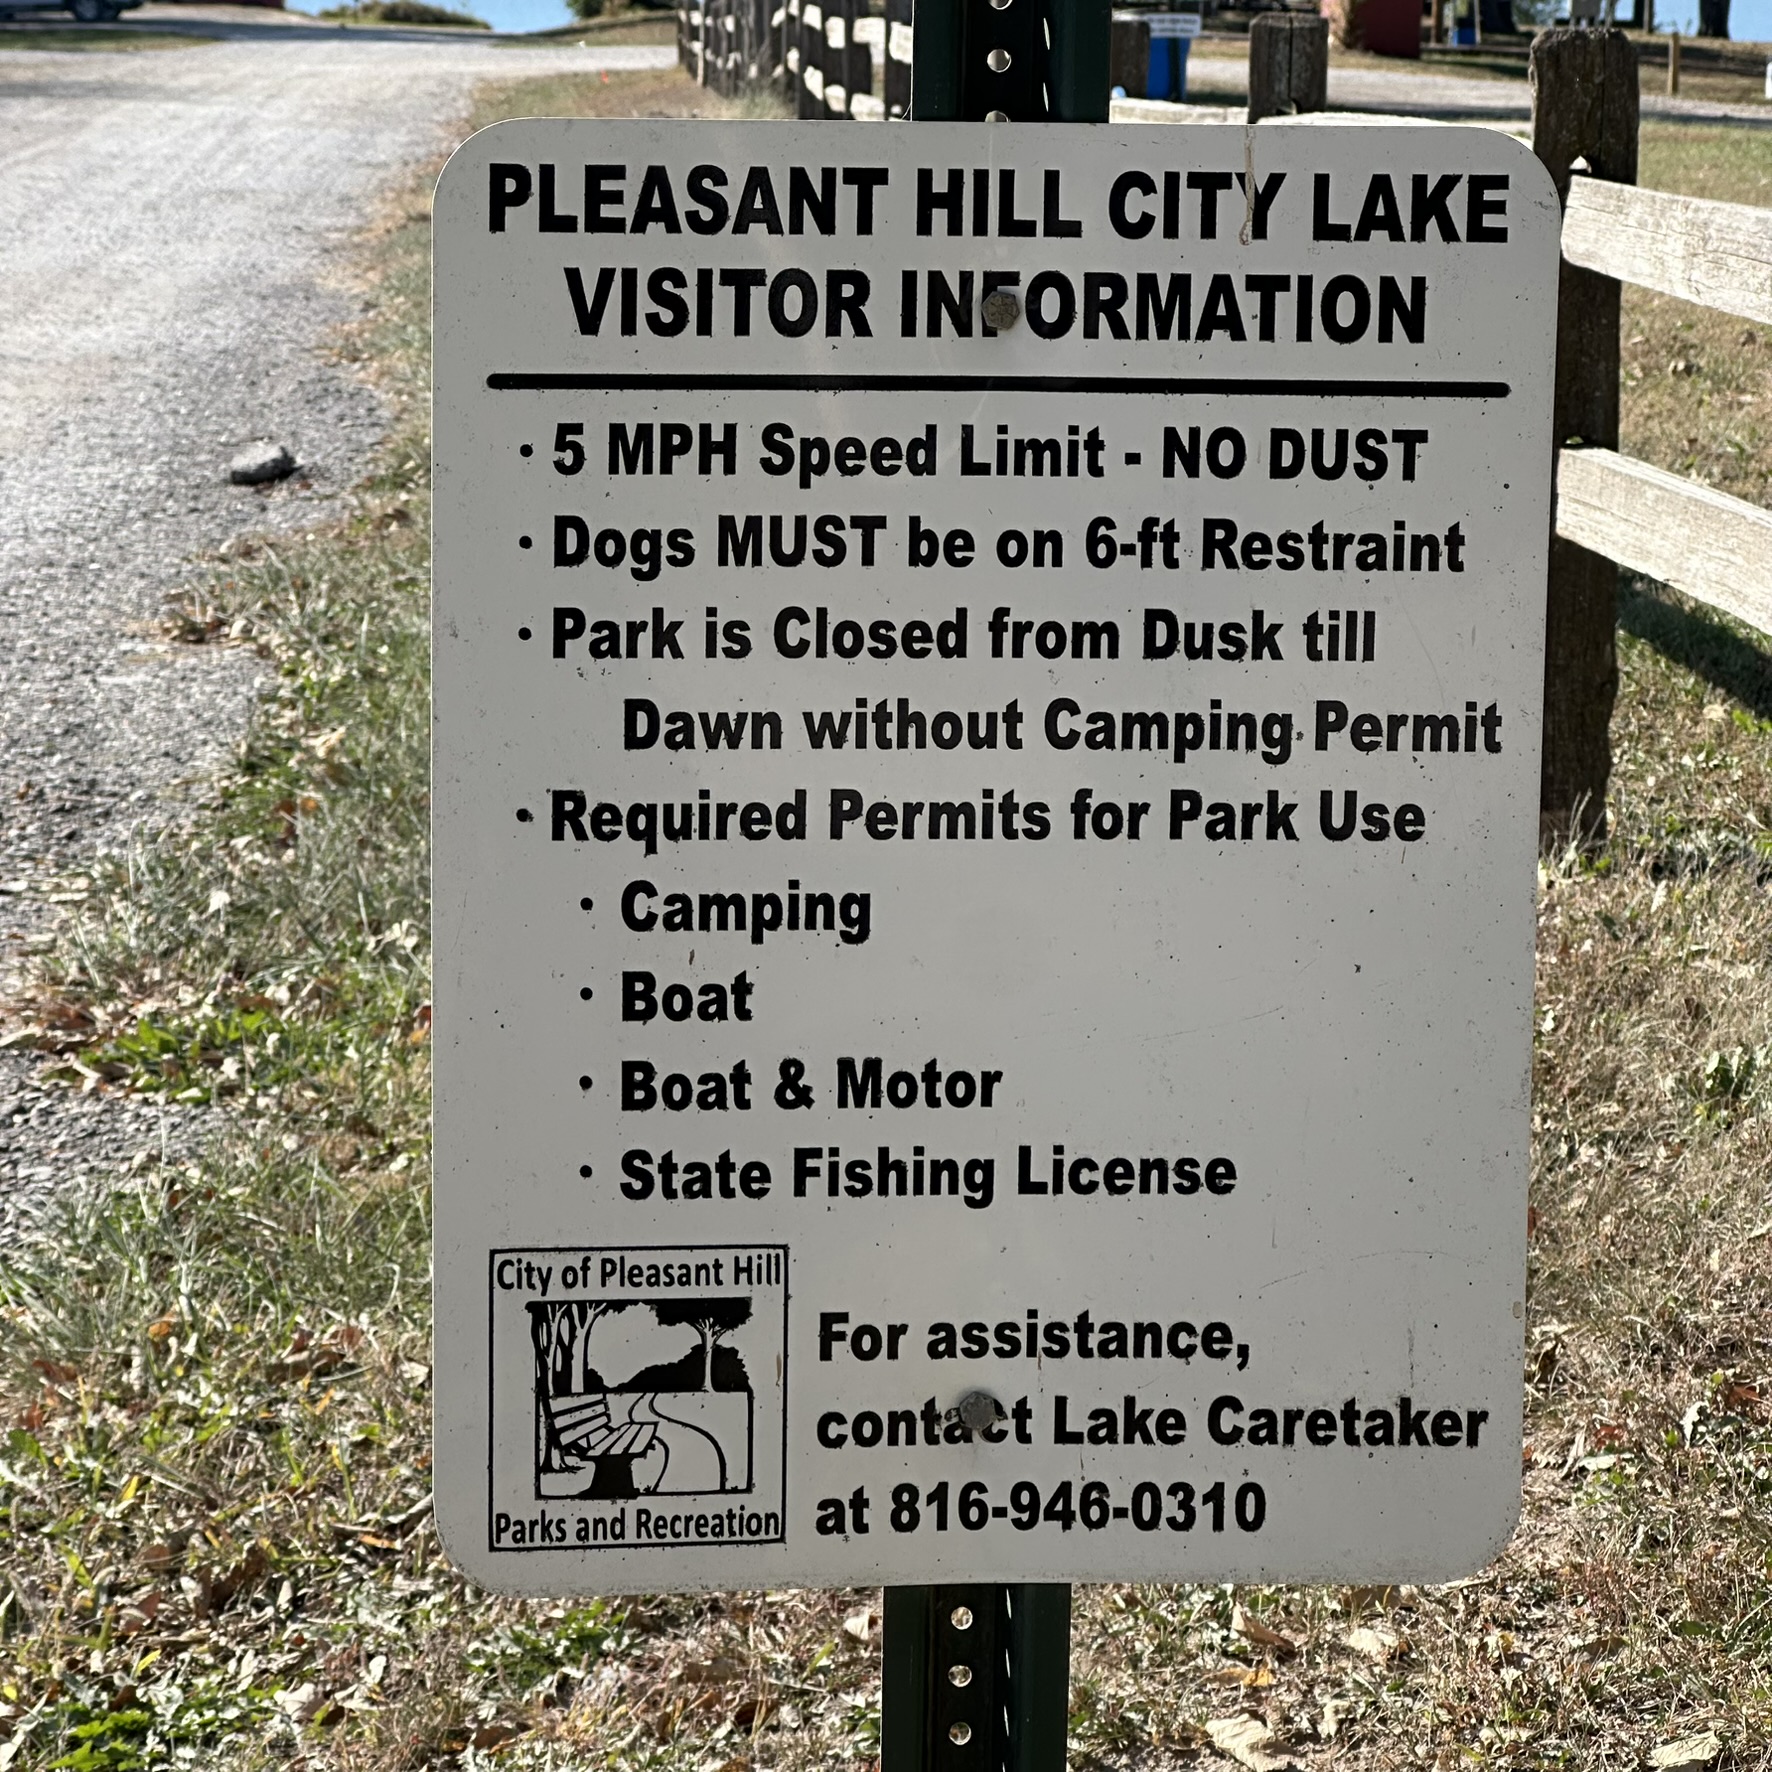 PLEASANT HILL CITY LAKE
VISITOR INFORMATION
· 5 MPH Speed Limit - NO DUST
· Dogs MUST be on 6-ft Restraint
· Park is Closed from Dusk till
Dawn without Camping Permit
· Required Permits for Park Use
· Camping
· Boat
· Boat & Motor
· State Fishing License
City of Pleasant Hill
Parks and Recreation
For assistance,
contact Lake Caretaker
at 816-946-0310